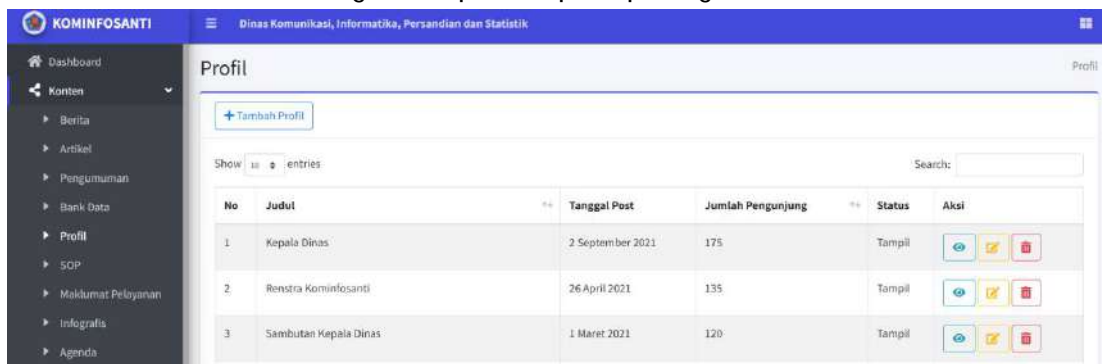 KOMINFOSANTI
Dinas Komunikasi, Informatika, Persandian dan Statistik
Dashboard
Konten
Berita
Artikel
Pengumuman
Bank Data
Profil
SOP
Maklumat Pelayanan
Infografis
Agenda
Profil
Profil
Tambah Profil
Show 10 entries
Search:
No Judul Tanggal Post Jumlah Pengunjung Status Aksi
1 Kepala Dinas 2 September 2021 175 Tampil
2 Renstra Kominfosanti 26 April 2021 135 Tampil
3 Sambutan Kepala Dinas 1 Maret 2021 120 Tampil